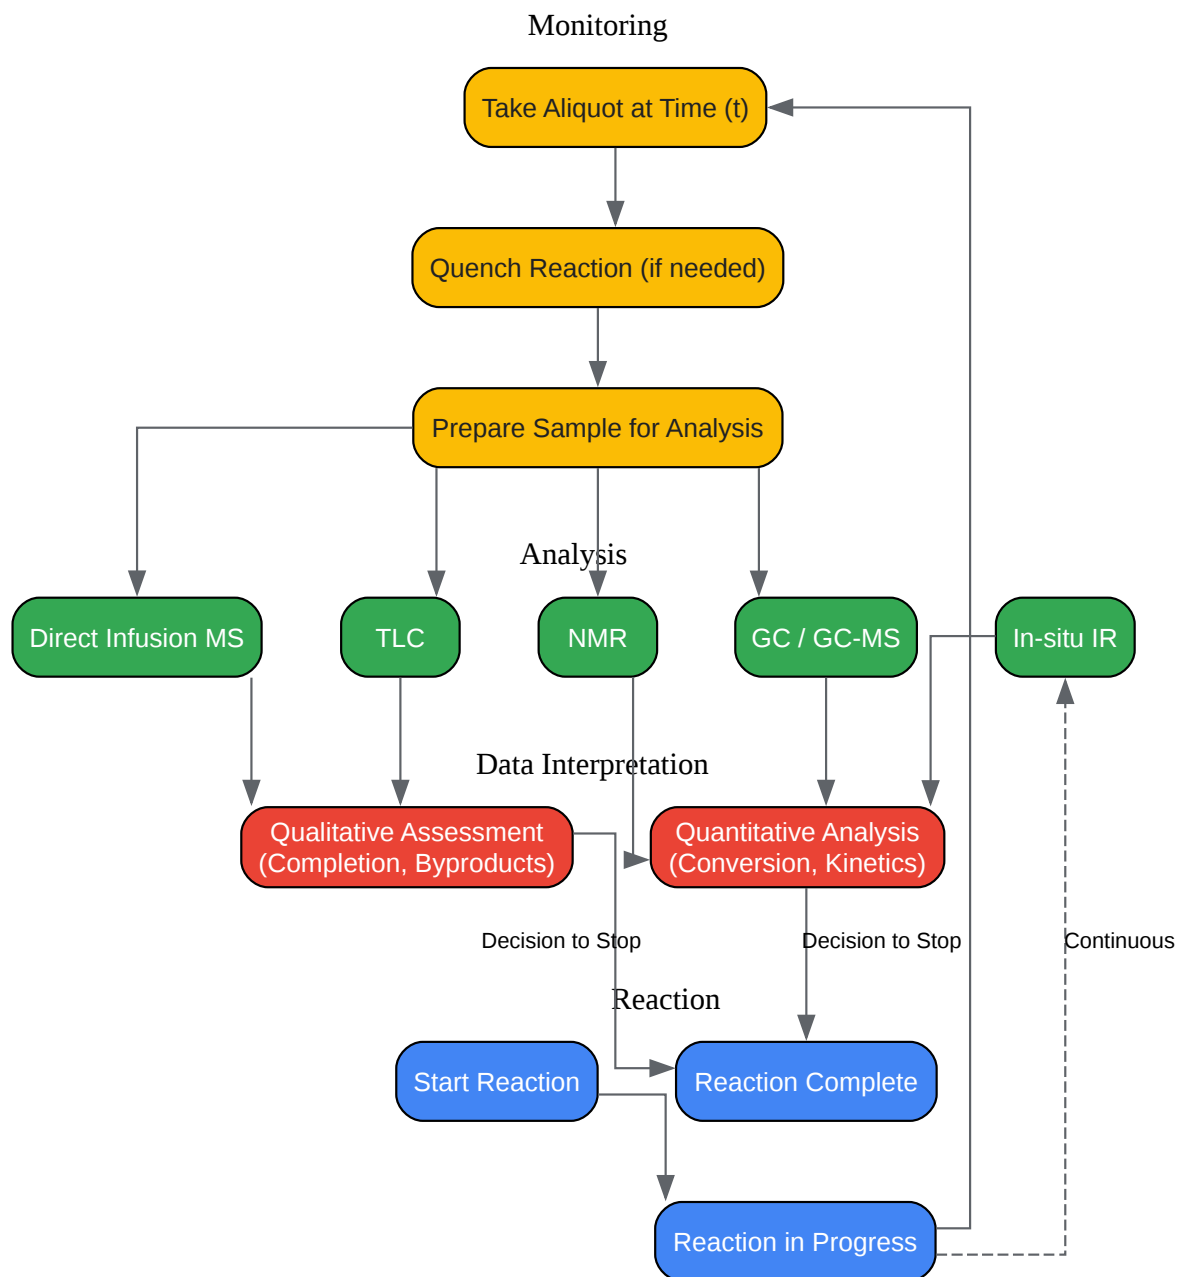 Monitoring
Take Aliquot at Time (t)
Quench Reaction (if needed)
Prepare Sample for Analysis
Analysis
Direct Infusion MS
TLC
NMR
GC / GC-MS
In-situ IR
Data Interpretation
Qualitative Assessment
(Completion, Byproducts)
Quantitative Analysis
(Conversion, Kinetics)
Decision to Stop
Decision to Stop
Continuous
Reaction
Start Reaction
Reaction Complete
Reaction in Progress